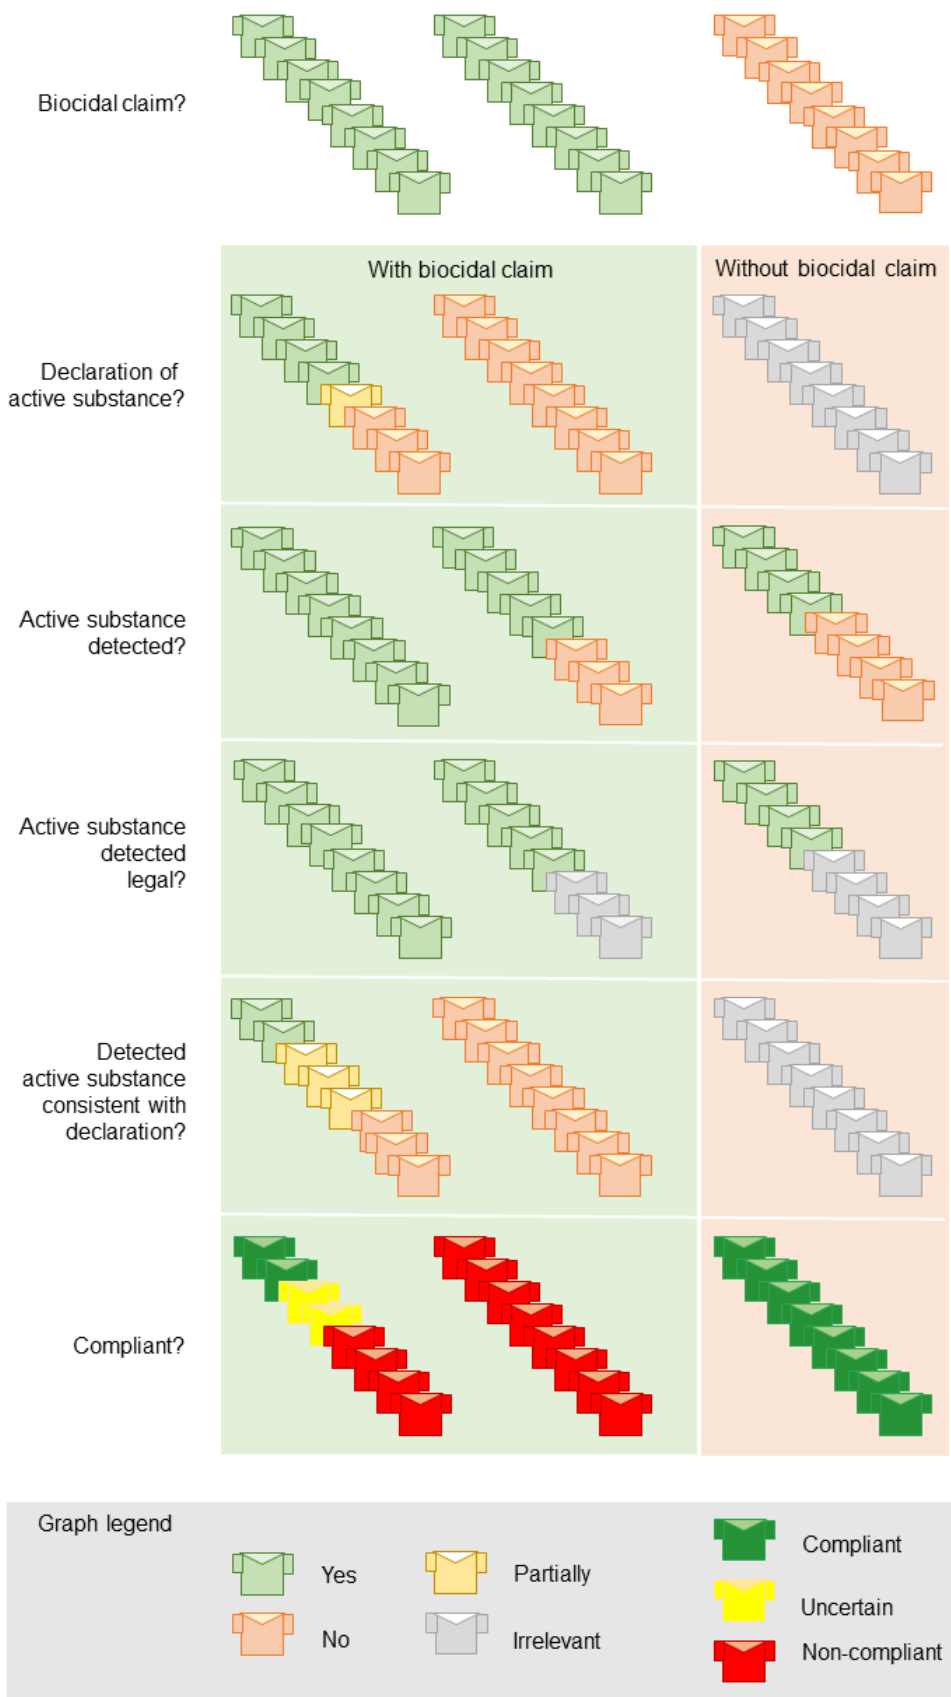 Biocidal claim?
With biocidal claim
Without biocidal claim
Declaration of
active substance?
Active substance
detected?
Active substance
detected
legal?
Detected
active substance
consistent with
declaration?
Compliant?
Graph legend
Yes
Partially
Compliant
No
Irrelevant
Uncertain
Non-compliant